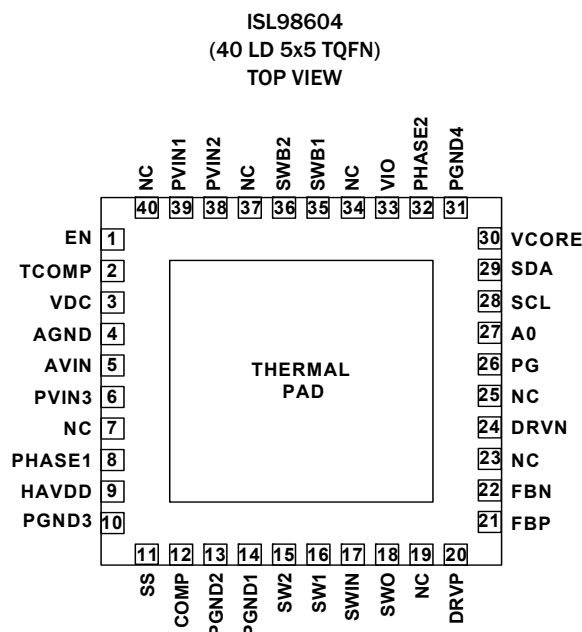 ISL98604
(40 LD 5x5 TQFN)
TOP VIEW
NC
PVIN1
PVIN2
NC
SWB2
SWB1
NC
VIO
PHASE2
PGND4
40 39 38 37 36 35 34 33 32 31
EN 1
TCOMP 2
VDC 3
AGND 4
AVIN 5
PVIN3 6
NC 7
PHASE1 8
HAVDD 9
PGND3 10
THERMAL
PAD
30 VCORE
29 SDA
28 SCL
27 A0
26 PG
25 NC
24 DRVN
23 NC
22 FBN
21 FBP
11 12 13 14 15 16 17 18 19 20
SS
COMP
PGND2
PGND1
SW2
SW1
SWIN
SWO
NC
DRVP